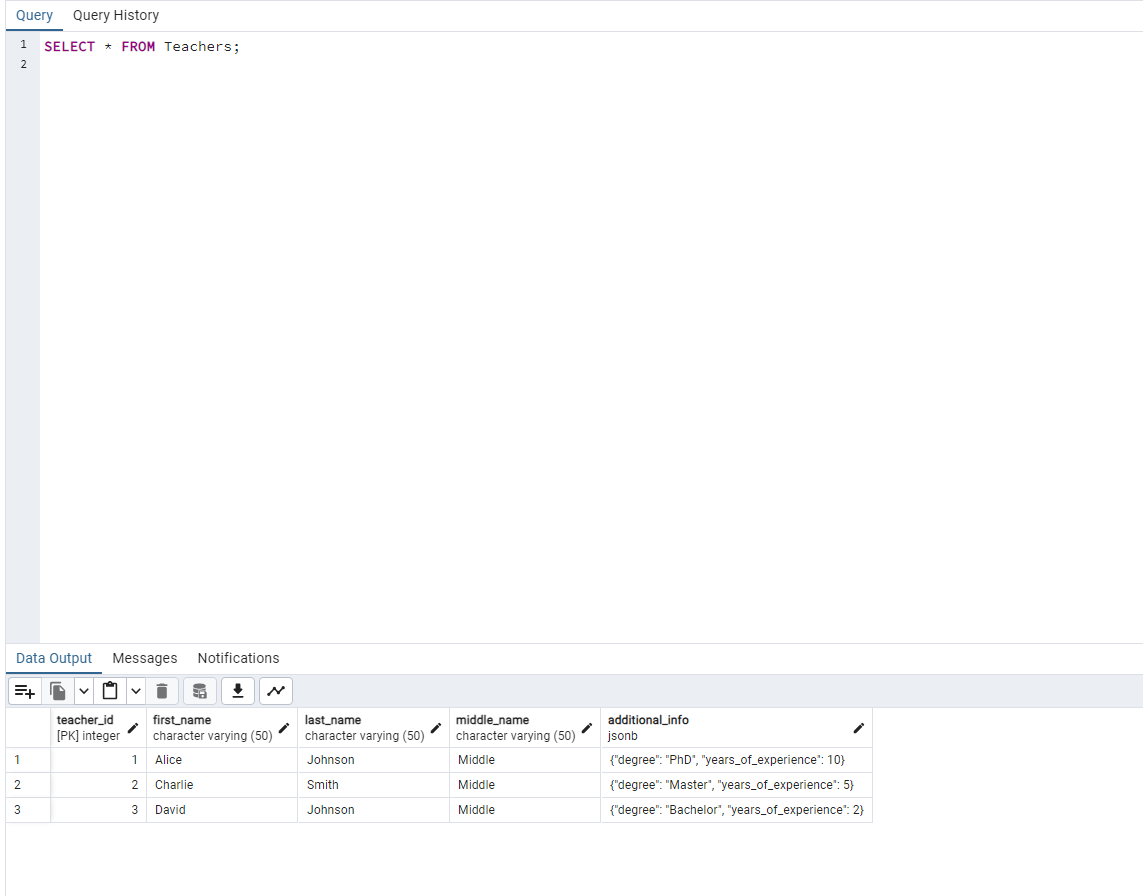 Query Query History
1 SELECT * FROM Teachers;
2
Data Output Messages Notifications
teacher_id first_name last_name middle_name additional_info
[PK] integer character varying (50) character varying (50) character varying (50) jsonb
1 1 Alice Johnson Middle {"degree": "PhD", "years_of_experience": 10}
2 2 Charlie Smith Middle {"degree": "Master", "years_of_experience": 5}
3 3 David Johnson Middle {"degree": "Bachelor", "years_of_experience": 2}